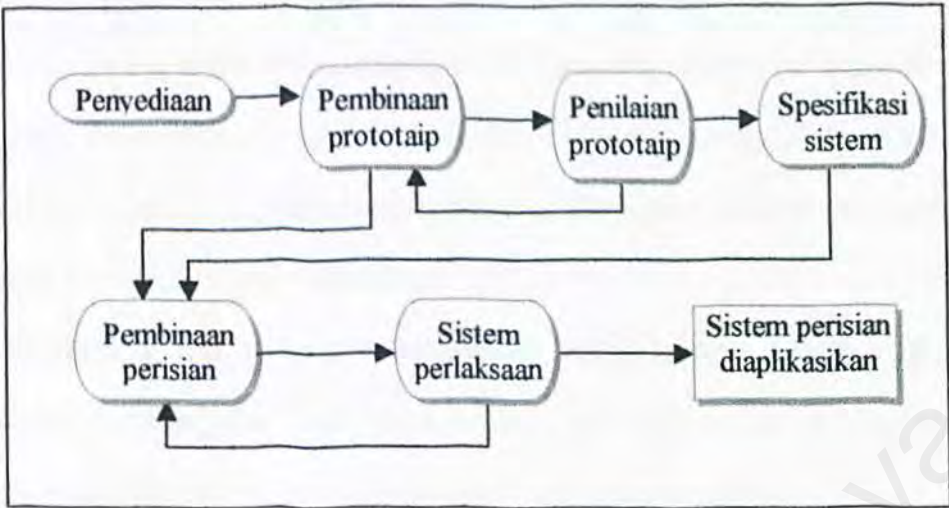 Penyediaan
Pembinaan
prototaip
Penilaian
prototaip
Spesifikasi
sistem
Pembinaan
perisian
Sistem
perlaksaan
Sistem perisian
diaplikasikan